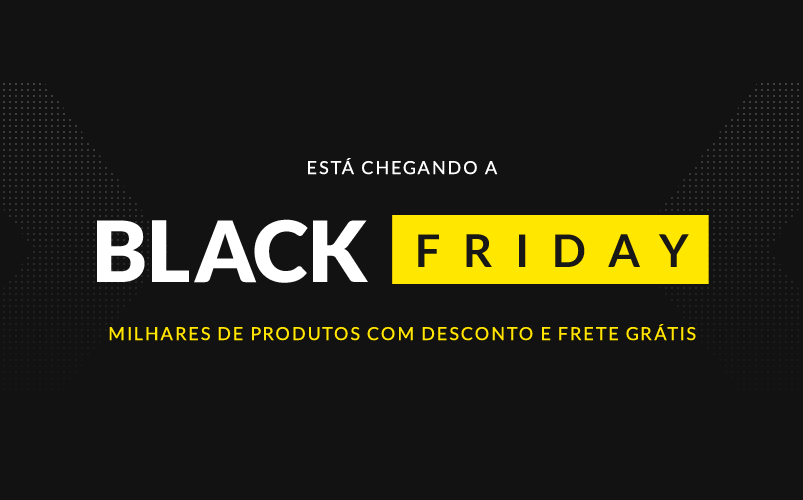 ESTÁ CHEGANDO A
BLACK FRIDAY
MILHARES DE PRODUTOS COM DESCONTO E FRETE GRÁTIS